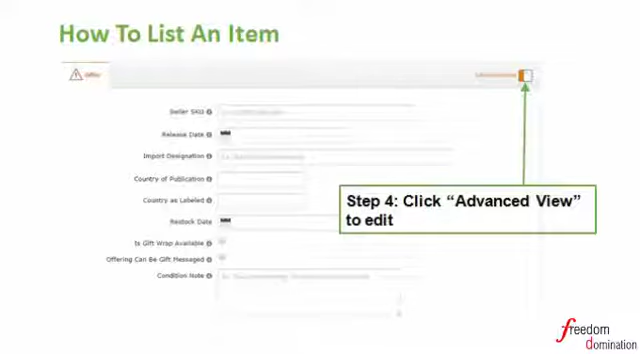 How To List An Item
Offer
Seller SKU
Release Date
Import Designation
Country of Publication
Country as Labeled
Restock Date
Is Gift Wrap Available
Offering Can Be Gift Messaged
Condition Note
Step 4: Click “Advanced View”
to edit
freedom
domination